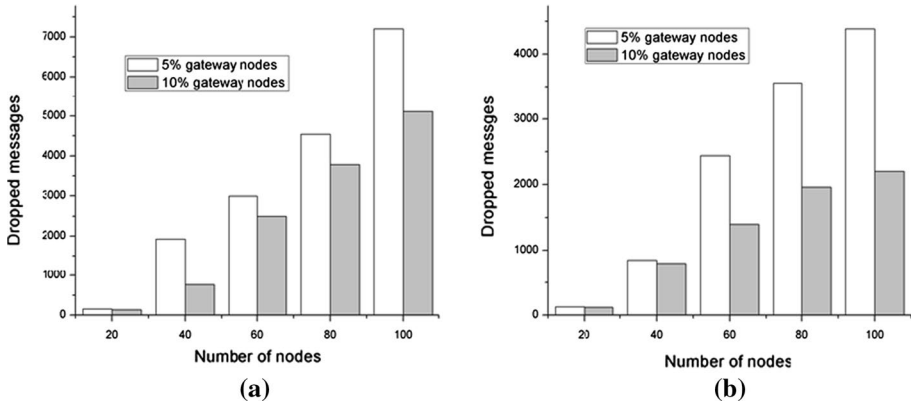 7000
6000
5000
4000
3000
2000
1000
0
Dropped messages
5% gateway nodes
10% gateway nodes
20 40 60 80 100
Number of nodes
(a)
4000
3000
2000
1000
0
Dropped messges
5% gateway nodes
10% gateway nodes
20 40 60 80 100
Number of nodes
(b)